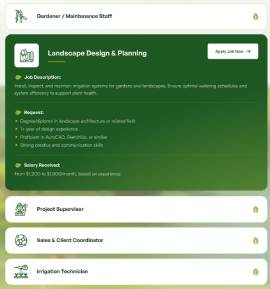 Gardener / Maintenance Staff
Landscape Design & Planning
Apply Job Now →
Job Description:
Install, inspect, and maintain irrigation systems for gardens and landscapes. Ensure optimal watering schedules and
system efficiency to support plant health.
Request:
Degree/diploma in landscape architecture or related field
1+ year of design experience
Proficient in AutoCAD, SketchUp, or similar
Strong creative and communication skills
Salary Received:
From $1,200 to $1,800/month, based on experience
Project Supervisor
Sales & Client Coordinator
Irrigation Technician